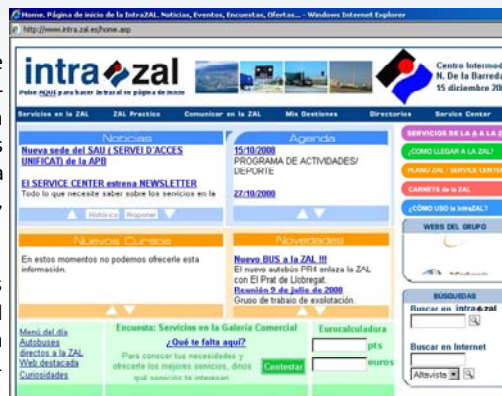 Home. Página de inicio de la IntraZAL. Noticias, Eventos, Encuestas, Ofertas... - Windows Internet Explorer
http://www.intra.zal.es/home.asp
intra zal
Pulse AQUÍ para hacer intrazal en página de inicio
Centro Intermod
N. De la Barreda
15 diciembre 20
Servicios en la ZAL
ZAL Practico
Comunicar en la ZAL
Mis Gestiones
Directorios
Service Center
Noticias
Nueva sede del SAU ( SERVEI D'ACCES
UNIFICAT) de la APB
El SERVICE CENTER estrena NEWSLETTER
Todo lo que necesite saber sobre los servicios en la
Histórico
Proponer
Agenda
15/10/2008
PROGRAMA DE ACTIVIDADES/
DEPORTE
27/10/2008
SERVICIOS DE LA A A LA Z
¿COMO LLEGAR A LA ZAL?
PLANO ZAL / SERVICE CENTER
CARNETS de la ZAL
¿CÓMO USO la IntraZAL?
WEBS DEL GRUPO
Nuevos Cursos
En estos momentos no podemos ofrecerle esta
información.
Novedades
Nuevo BUS a la ZAL !!!
El nuevo autobús PR4 enlaza la ZAL
con El Prat de Llobregat.
Reunión 9 de julio de 2008
Grupo de trabajo de explotación.
BÚSQUEDAS
Buscar en intra zal
Buscar en Internet
Altavista
Menú del día
Autobuses
directos a la ZAL
Web destacada
Curiosidades
Encuesta: Servicios en la Galería Comercial
¿Qué te falta aquí?
Para conocer tus necesidades y
ofrecerte los mejores servicios, dinos
qué servicios te interesan
Contestar
Eurocalculadora
pts
euros